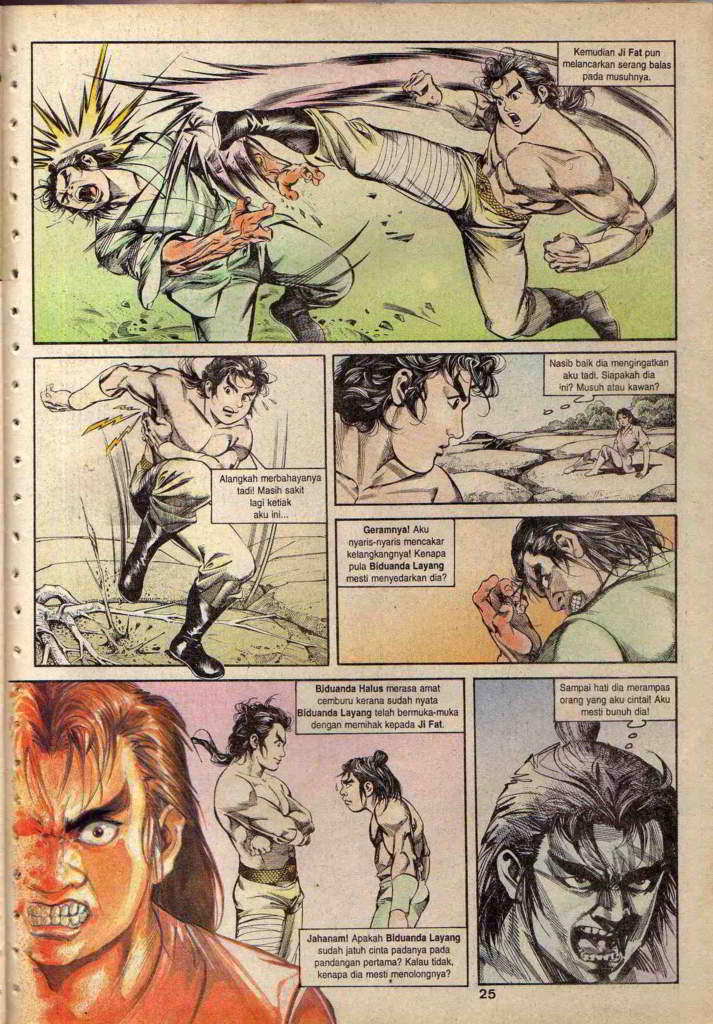 Kemudian Ji Fat pun
melancarkan serang balas
pada musuhnya.
Alangkah merbahayanya
tadi! Masih sakit
lagi ketiak
aku ini...
Nasib baik dia mengingatkan
aku tadi. Siapakah dia
ini? Musuh atau kawan?
Geramnya! Aku
nyaris-nyaris mencakar
kelangkangnya! Kenapa
pula Biduanda Layang
mesti menyedarkan dia?
Biduanda Halus merasa amat
cemburu kerana sudah nyata
Biduanda Layang telah bermuka-muka
dengan memihak kepada Ji Fat.
Jahanam! Apakah Biduanda Layang
sudah jatuh cinta padanya pada
pandangan pertama? Kalau tidak,
kenapa dia mesti menolongnya?
Sampai hati dia merampas
orang yang aku cintai! Aku
mesti bunuh dia!
25